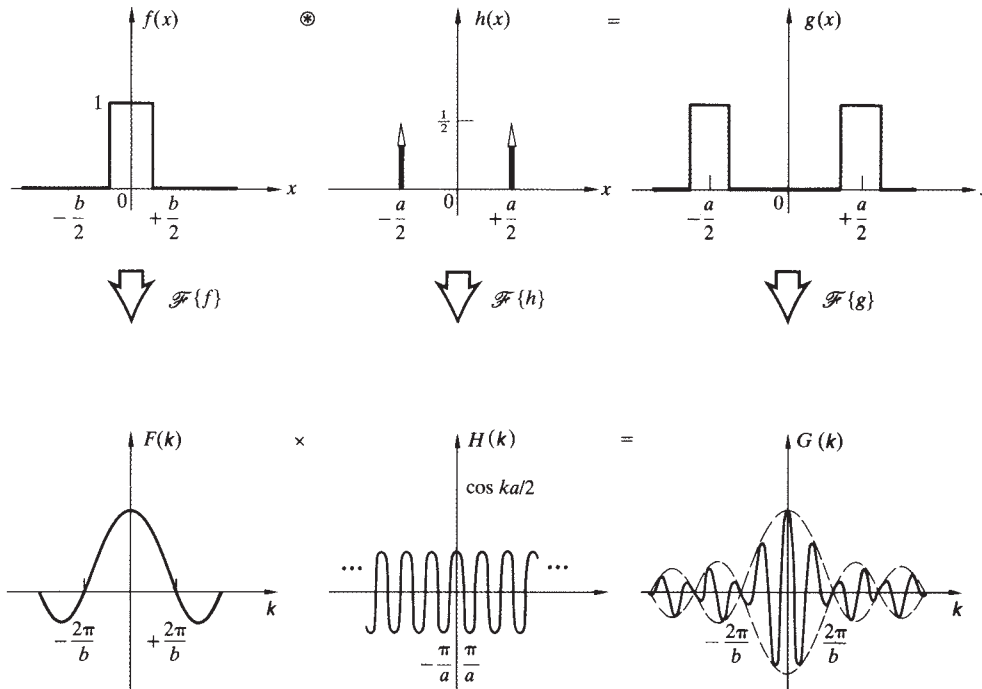 f(x) ⊛ h(x) = g(x)
1
1/2
0 x
0 x
0
−b/2 +b/2
−a/2 +a/2
−a/2 +a/2
ℱ{f} ℱ{h} ℱ{g}
F(k) × H(k) = G(k)
cos ka/2
... ...
k
k
−2π/b +2π/b
−π/a π/a
−2π/b 2π/b